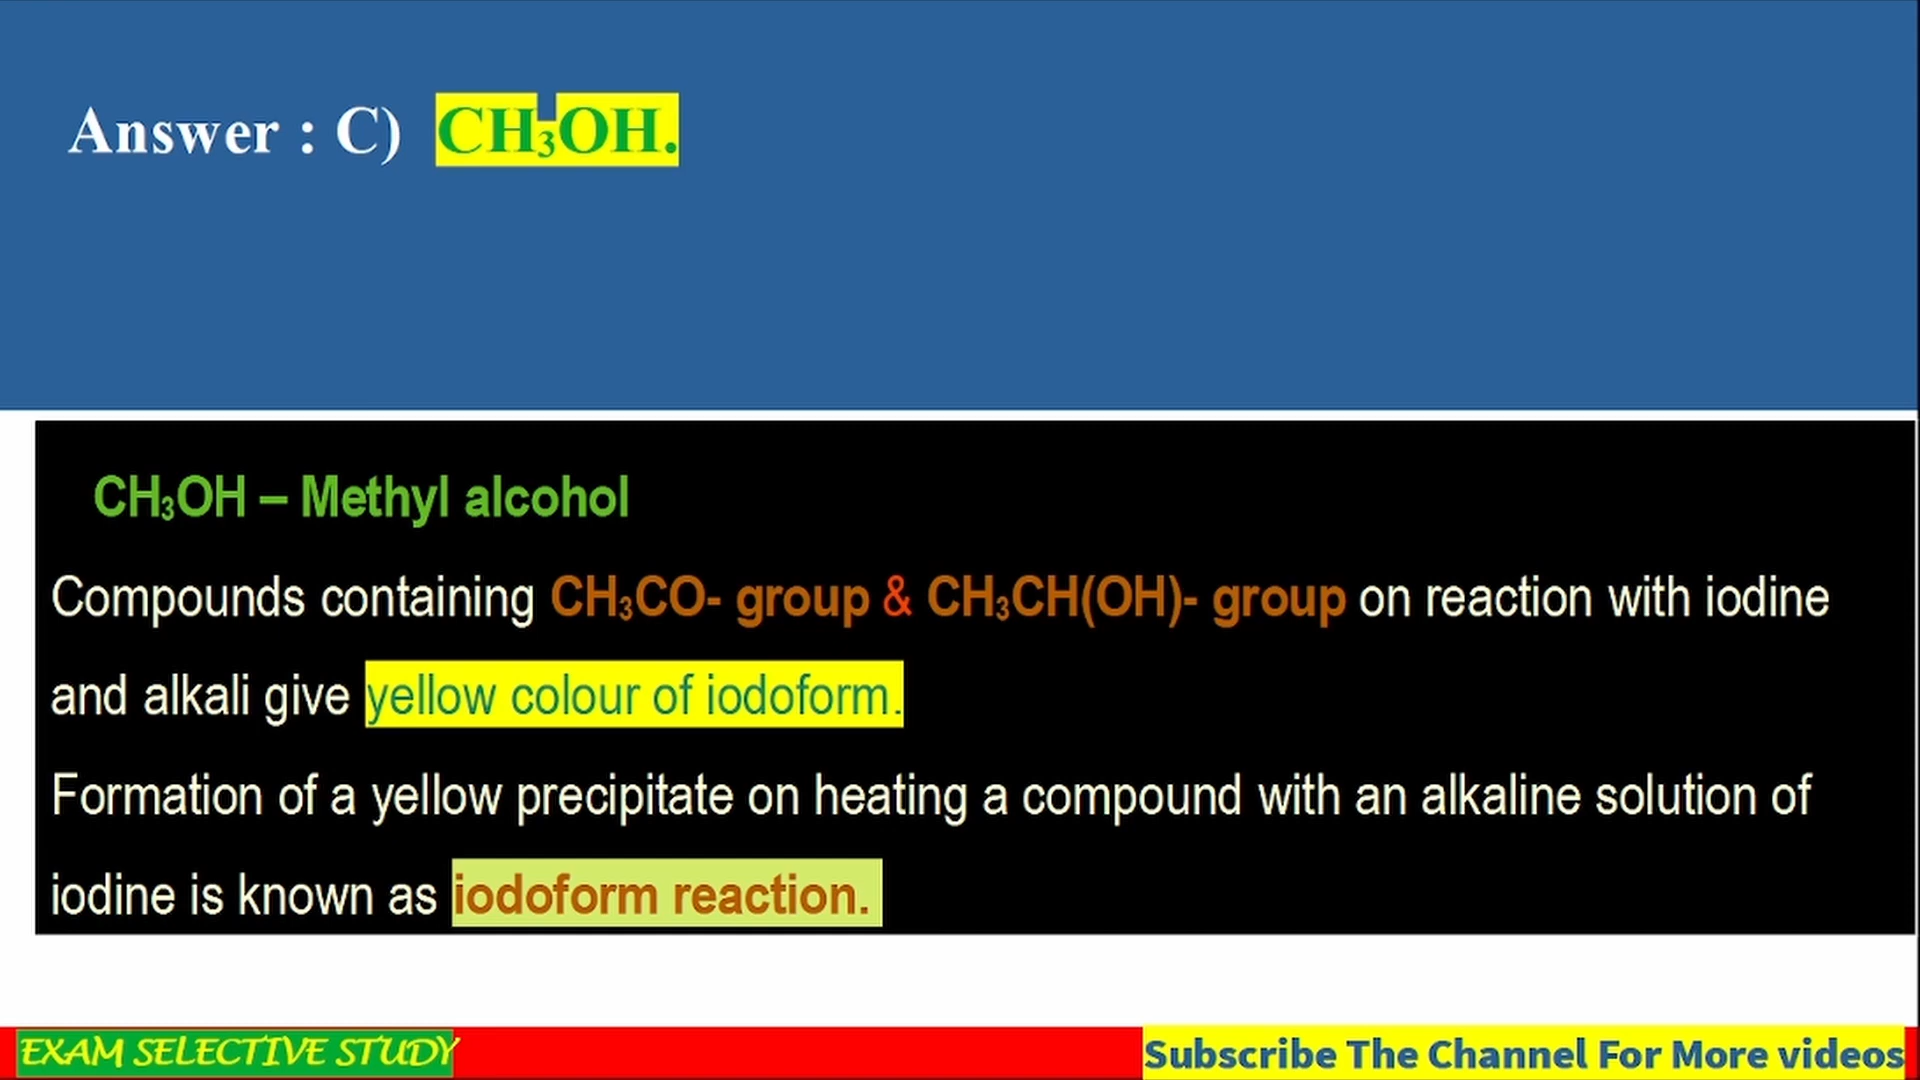 Answer : C) CH₃OH.
CH₃OH – Methyl alcohol
Compounds containing CH₃CO- group & CH₃CH(OH)- group on reaction with iodine
and alkali give yellow colour of iodoform.
Formation of a yellow precipitate on heating a compound with an alkaline solution of
iodine is known as iodoform reaction.
EXAM SELECTIVE STUDY
Subscribe The Channel For More videos